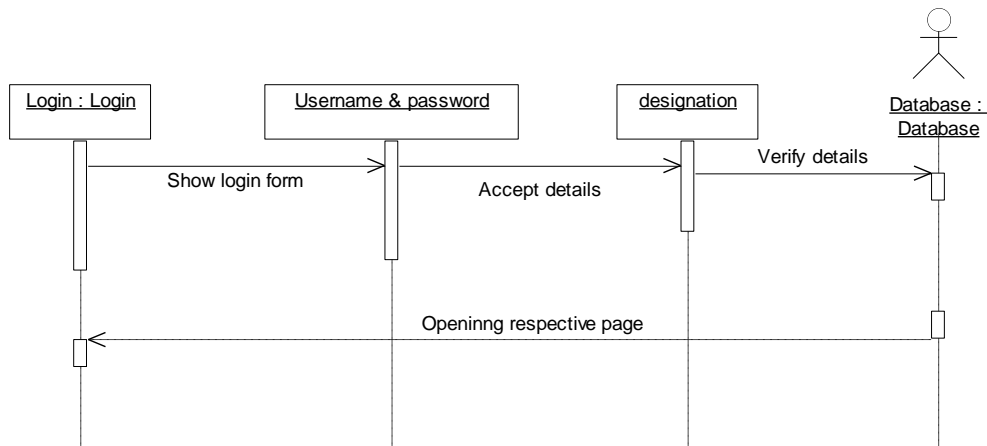 Login : Login
Username & password
designation
Database :
Database
Show login form
Accept details
Verify details
Openinng respective page